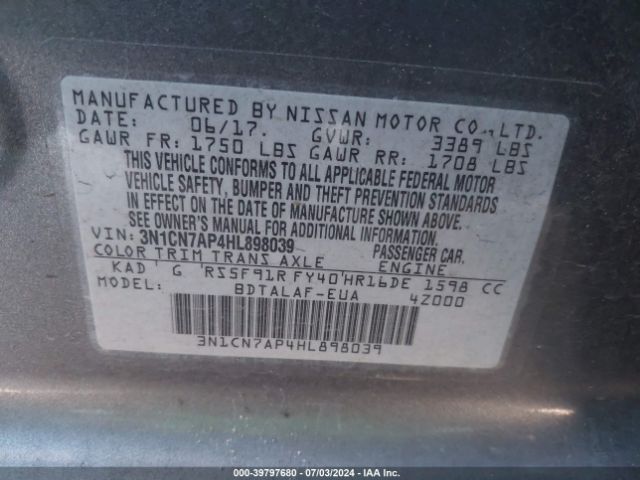 MANUFACTURED BY NISSAN MOTOR CO., LTD.
DATE: 06/17. GVWR: 3389 LBS
GAWR FR: 1750 LBS GAWR RR: 1708 LBS
THIS VEHICLE CONFORMS TO ALL APPLICABLE FEDERAL MOTOR
VEHICLE SAFETY, BUMPER AND THEFT PREVENTION STANDARDS
IN EFFECT ON THE DATE OF MANUFACTURE SHOWN ABOVE.
SEE OWNER'S MANUAL FOR ADDITIONAL INFORMATION.
VIN: 3N1CN7AP4HL898039 PASSENGER CAR.
COLOR TRIM TRANS AXLE ENGINE
KAD' G 'RS5F91R FY40'HR16DE 1598 CC
BDTALAF-EUA 4Z000
3N1CN7AP4HL898039
000-39797680 - 07/03/2024 - IAA Inc.